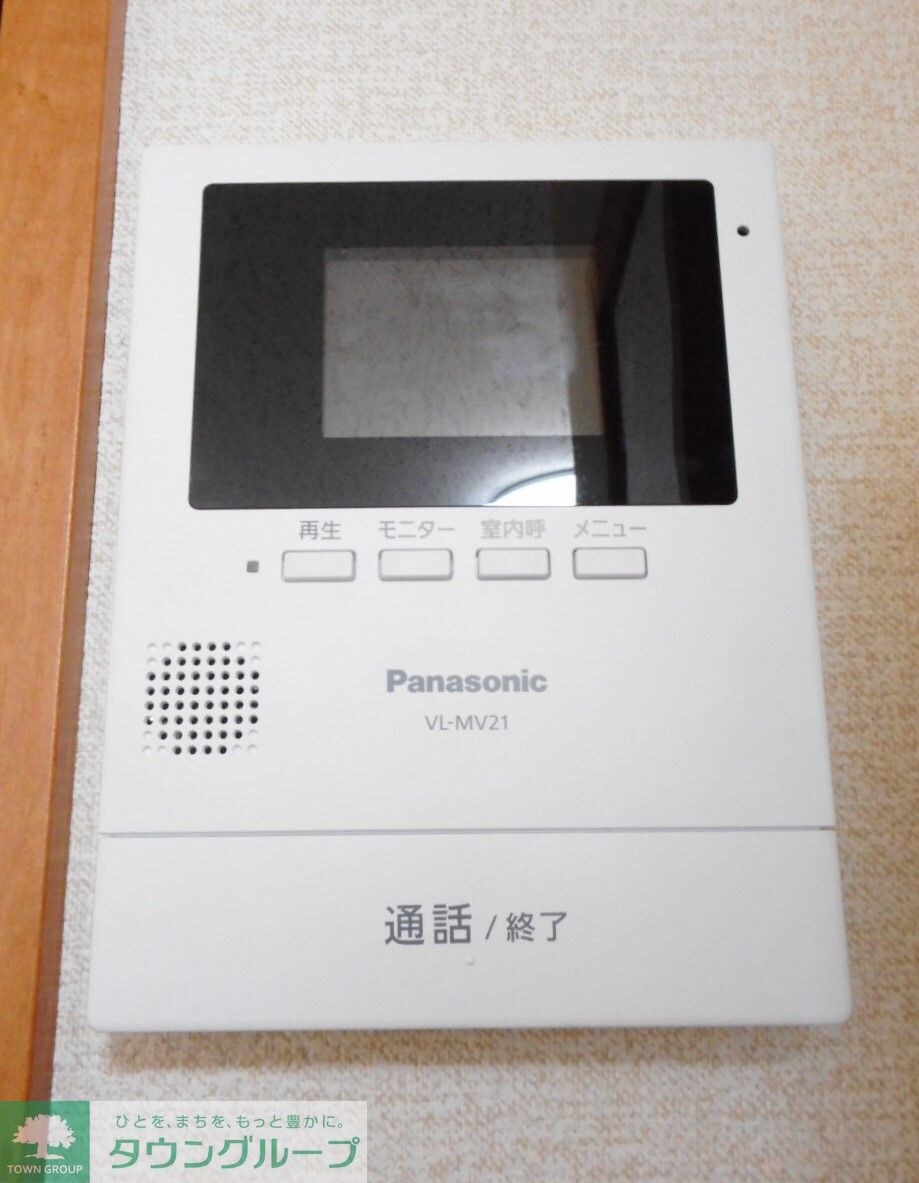 再生 モニター 室内呼 メニュー
Panasonic
VL-MV21
通話 / 終了
ひとを、まちを、もっと豊かに。
TOWN GROUP タウングループ